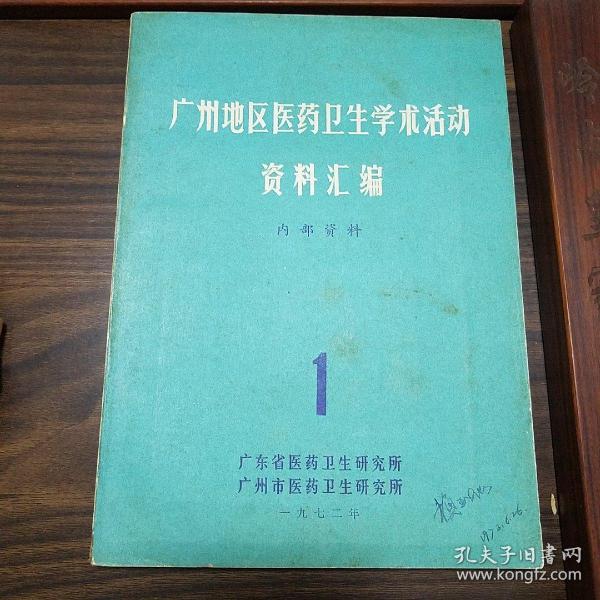 广州地区医药卫生学术活动
资料汇编
内部资料
1
广东省医药卫生研究所
广州市医药卫生研究所
一九七二年
孔夫子旧书网
www.kongfz.com